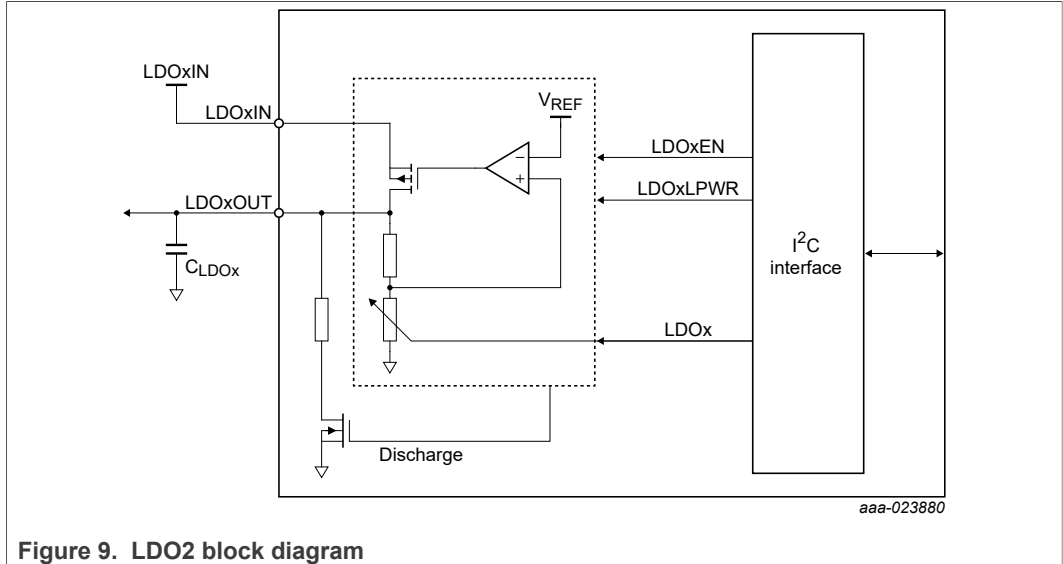 LDOxIN
LDOxIN
VREF
LDOxEN
LDOxLPWR
LDOxOUT
I2C
interface
CLDOx
LDOx
Discharge
−
+
aaa-023880
Figure 9. LDO2 block diagram